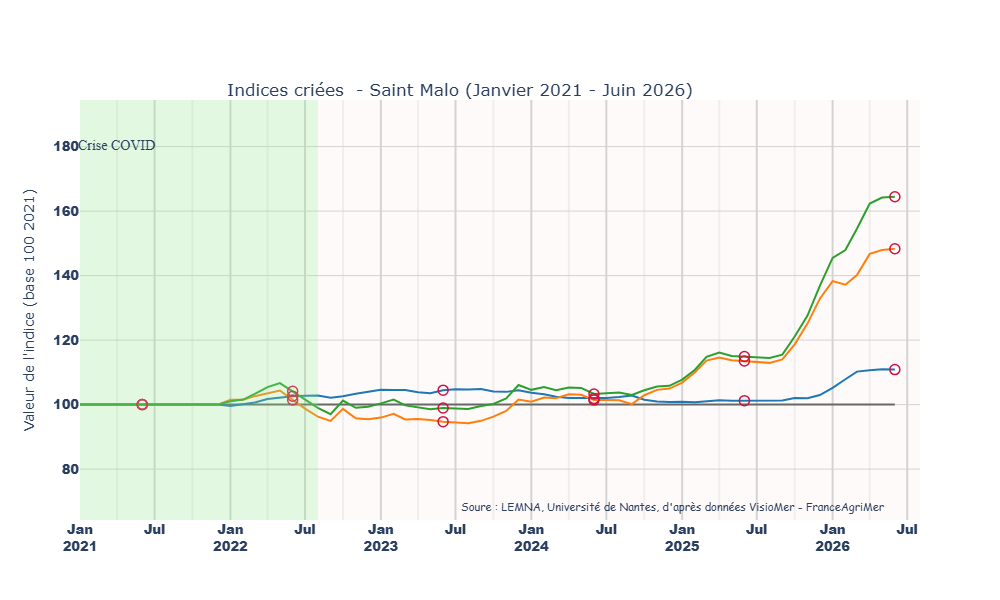 Indices criées  - Saint Malo (Janvier 2021 - Juin 2026)
Valeur de l'indice (base 100 2021)
180
160
140
120
100
80
Crise COVID
Soure : LEMNA, Université de Nantes, d'après données VisioMer - FranceAgriMer
Jan Jul Jan Jul Jan Jul Jan Jul Jan Jul Jan Jul
2021 2022 2023 2024 2025 2026